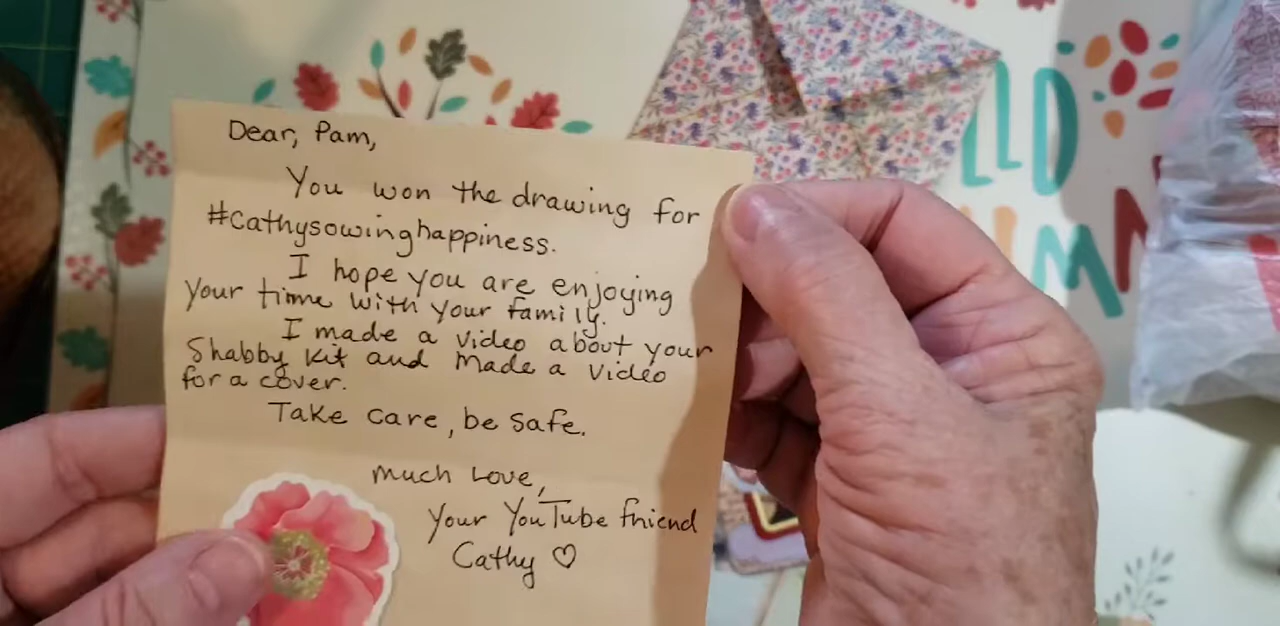 Dear, Pam,
You won the drawing for
#Cathysowinghappiness.
I hope you are enjoying
your time with your family.
I made a video about your
Shabby Kit and Made a Video
for a cover.
Take Care, be safe.
Much Love,
Your YouTube friend
Cathy ♡